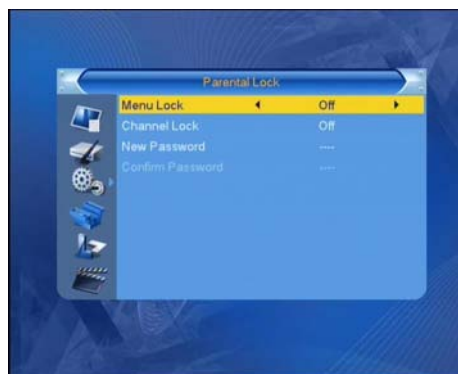 Parental Lock
Menu Lock Off
Channel Lock Off
New Password ----
Confirm Password ----